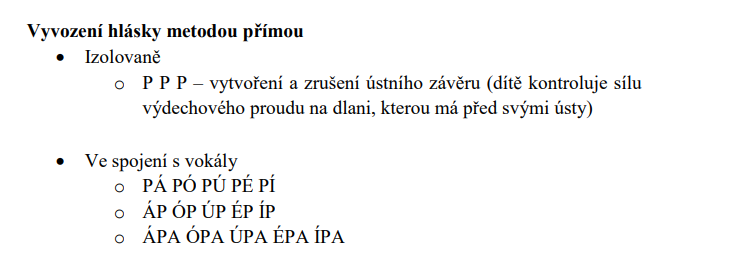 Vyvození hlásky metodou přímou
• Izolovaně
o P P P – vytvoření a zrušení ústního závěru (dítě kontroluje sílu
výdechového proudu na dlani, kterou má před svými ústy)
• Ve spojení s vokály
o PÁ PÓ PÚ PÉ PÍ
o ÁP ÓP ÚP ÉP ÍP
o ÁPA ÓPA ÚPA ÉPA ÍPA